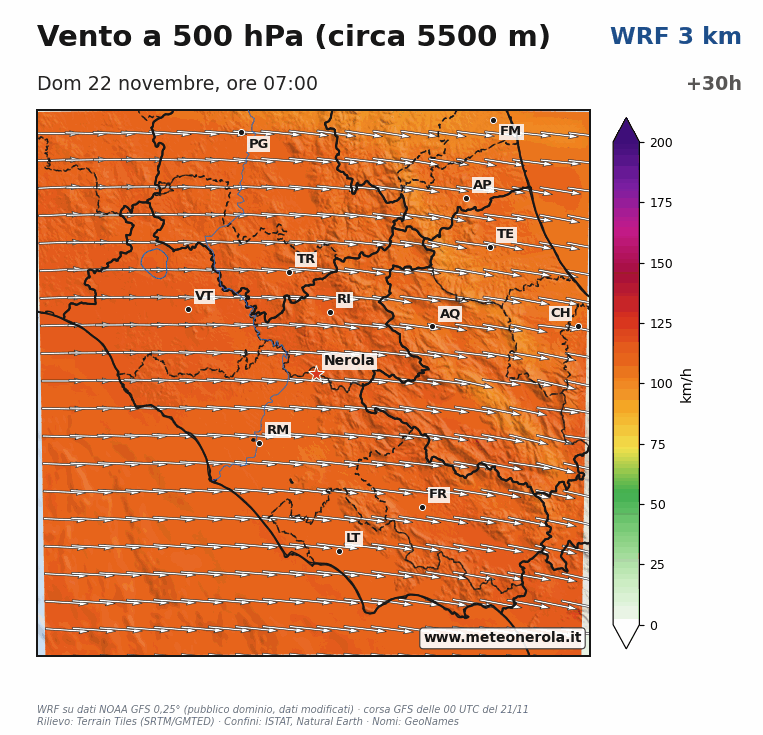 Vento a 500 hPa (circa 5500 m)
WRF 3 km
Dom 22 novembre, ore 07:00
+30h
FM
PG
AP
TE
TR
VT
RI
AQ
CH
Nerola
RM
FR
LT
www.meteonerola.it
200
175
150
125
100
75
50
25
0
km/h
WRF su dati NOAA GFS 0,25° (pubblico dominio, dati modificati) · corsa GFS delle 00 UTC del 21/11
Rilievo: Terrain Tiles (SRTM/GMTED) · Confini: ISTAT, Natural Earth · Nomi: GeoNames